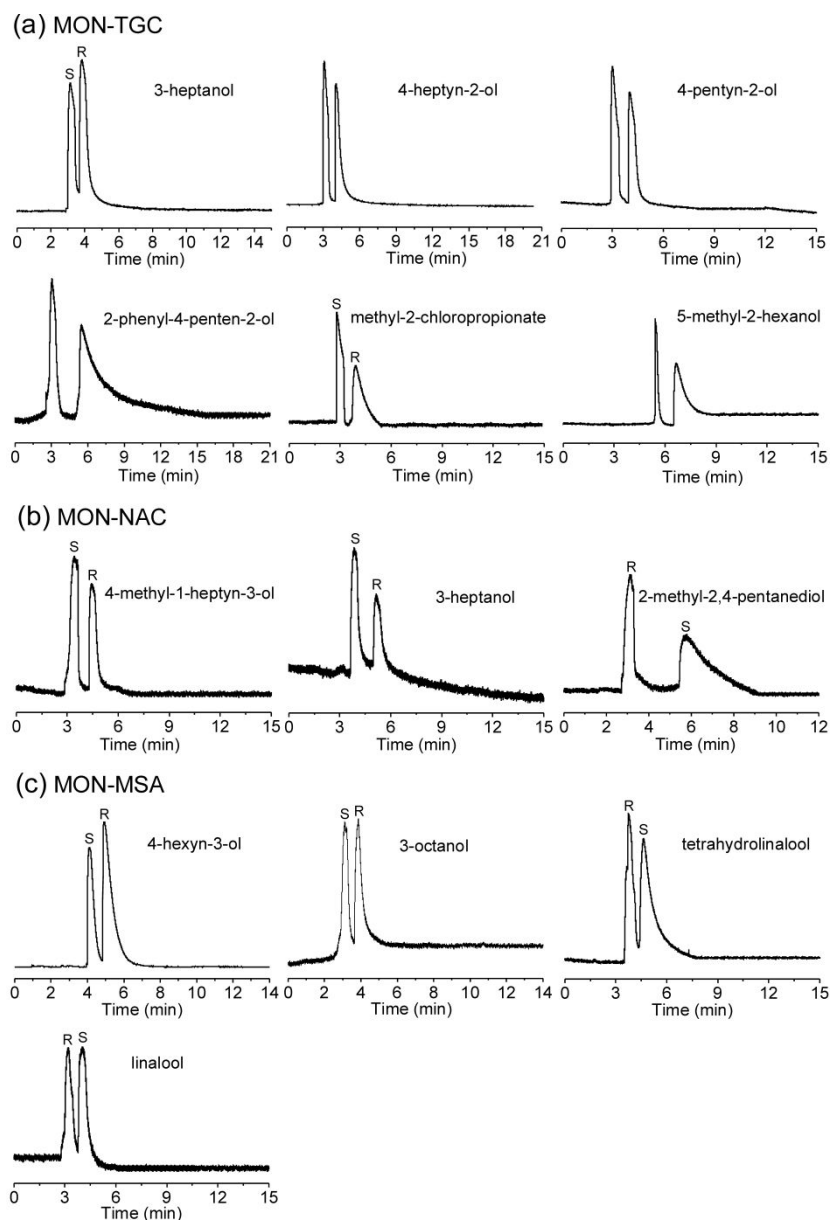 (a) MON-TGC
S R 3-heptanol
4-heptyn-2-ol
4-pentyn-2-ol
0 3 6 9 12 15
Time (min)
0 3 6 9 12 15 18 21
Time (min)
0 3 6 9 12 15
Time (min)
2-phenyl-4-penten-2-ol
S R methyl-2-chloropropionate
5-methyl-2-hexanol
0 3 6 9 12 15 18 21
Time (min)
0 3 6 9 12 15
Time (min)
0 3 6 9 12 15
Time (min)
(b) MON-NAC
S R 4-methyl-1-heptyn-3-ol
S R 3-heptanol
R S 2-methyl-2,4-pentanediol
0 3 6 9 12 15
Time (min)
0 3 6 9 12 15
Time (min)
0 2 4 6 8 10 12
Time (min)
(c) MON-MSA
S R 4-hexyn-3-ol
S R 3-octanol
R S tetrahydrolinalool
0 2 4 6 8 10 12 14
Time (min)
0 2 4 6 8 10 12 14
Time (min)
0 3 6 9 12 15
Time (min)
R S linalool
0 3 6 9 12 15
Time (min)